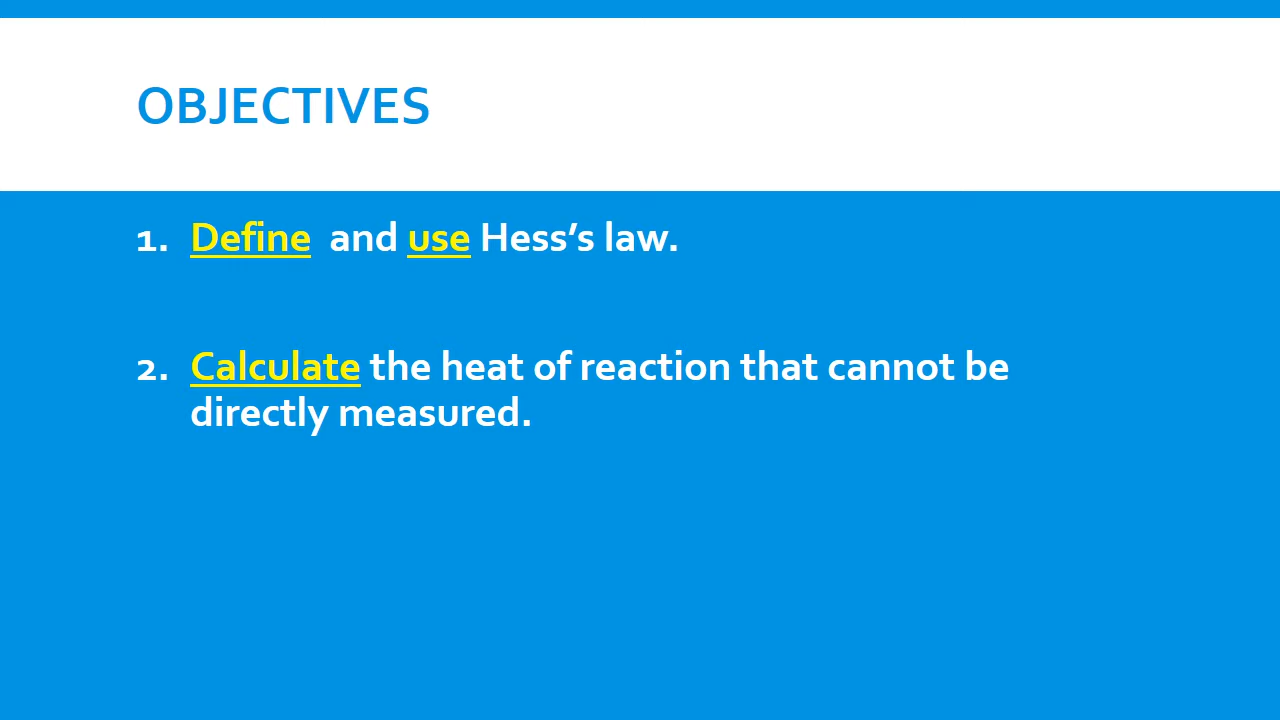 OBJECTIVES
1. Define  and use Hess’s law.
2. Calculate the heat of reaction that cannot be
directly measured.